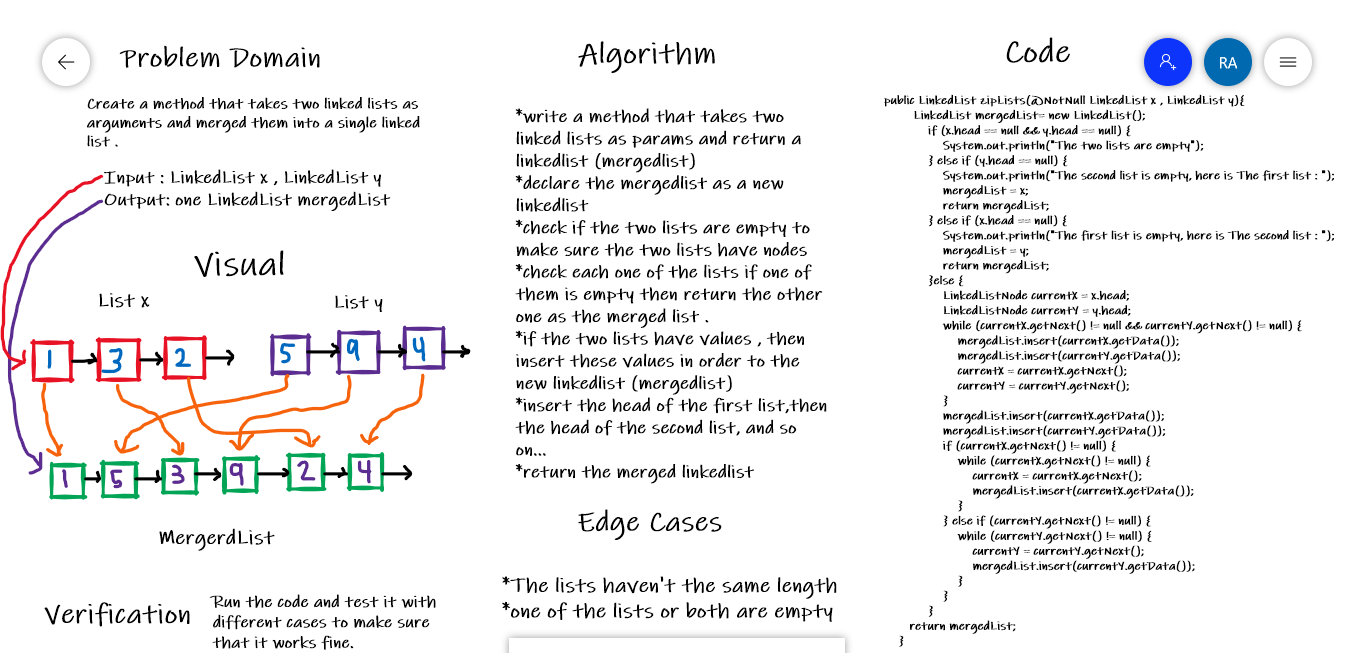 Problem Domain
Create a method that takes two linked lists as
arguments and merged them into a single linked
list .
Input : LinkedList x , LinkedList y
Output: one LinkedList mergedList
Visual
List x
List y
1 3 2
5 9 4
1 5 3 9 2 4
MergerdList
Verification
Run the code and test it with
different cases to make sure
that it works fine.
Algorithm
*write a method that takes two
linked lists as params and return a
linkedlist (mergedlist)
*declare the mergedlist as a new
linkedlist
*check if the two lists are empty to
make sure the two lists have nodes
*check each one of the lists if one of
them is empty then return the other
one as the merged list .
*if the two lists have values , then
insert these values in order to the
new linkedlist (mergedlist)
*insert the head of the first list,then
the head of the second list, and so
on...
*return the merged linkedlist
Edge Cases
*The lists haven't the same length
*one of the lists or both are empty
Code
RA
public LinkedList zipLists(@NotNull LinkedList x , LinkedList y){
LinkedList mergedList= new LinkedList();
if (x.head == null && y.head == null) {
System.out.println("The two lists are empty");
} else if (y.head == null) {
System.out.println("The second list is empty, here is The first list : ");
mergedList = x;
return mergedList;
} else if (x.head == null) {
System.out.println("The first list is empty, here is The second list : ");
mergedList = y;
return mergedList;
}else {
LinkedListNode currentX = x.head;
LinkedListNode currentY = y.head;
while (currentX.getNext() != null && currentY.getNext() != null) {
mergedList.insert(currentX.getData());
mergedList.insert(currentY.getData());
currentX = currentX.getNext();
currentY = currentY.getNext();
}
mergedList.insert(currentX.getData());
mergedList.insert(currentY.getData());
if (currentX.getNext() != null) {
while (currentX.getNext() != null) {
currentX = currentX.getNext();
mergedList.insert(currentX.getData());
}
} else if (currentY.getNext() != null) {
while (currentY.getNext() != null) {
currentY = currentY.getNext();
mergedList.insert(currentY.getData());
}
}
}
return mergedList;
}